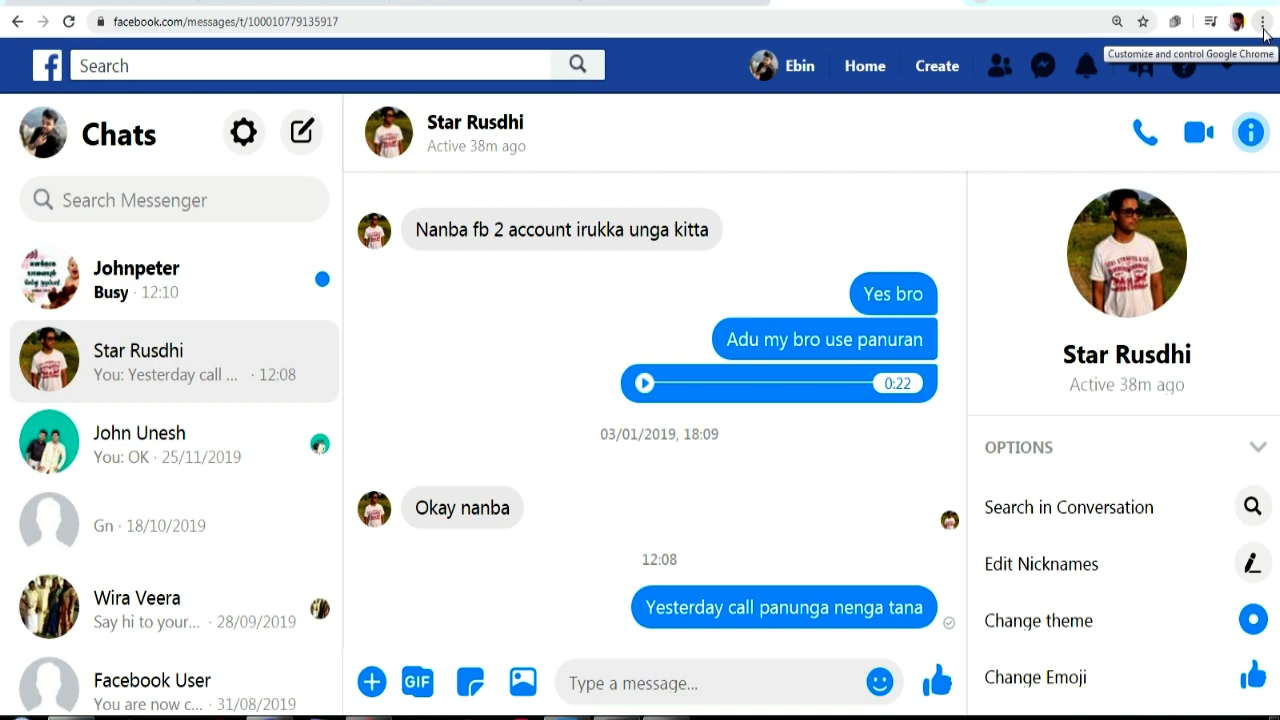 facebook.com/messages/t/100010779135917
Customize and control Google Chrome
f
Search
Ebin
Home
Create
Chats
Search Messenger
Johnpeter
Busy · 12:10
Star Rusdhi
You: Yesterday call ... · 12:08
John Unesh
You: OK · 25/11/2019
Gn · 18/10/2019
Wira Veera
Say hi to your... · 28/09/2019
Facebook User
You are now c... · 31/08/2019
Star Rusdhi
Active 38m ago
Nanba fb 2 account irukka unga kitta
Yes bro
Adu my bro use panuran
0:22
03/01/2019, 18:09
Okay nanba
12:08
Yesterday call panunga nenga tana
GIF
Type a message...
Star Rusdhi
Active 38m ago
OPTIONS
Search in Conversation
Edit Nicknames
Change theme
Change Emoji